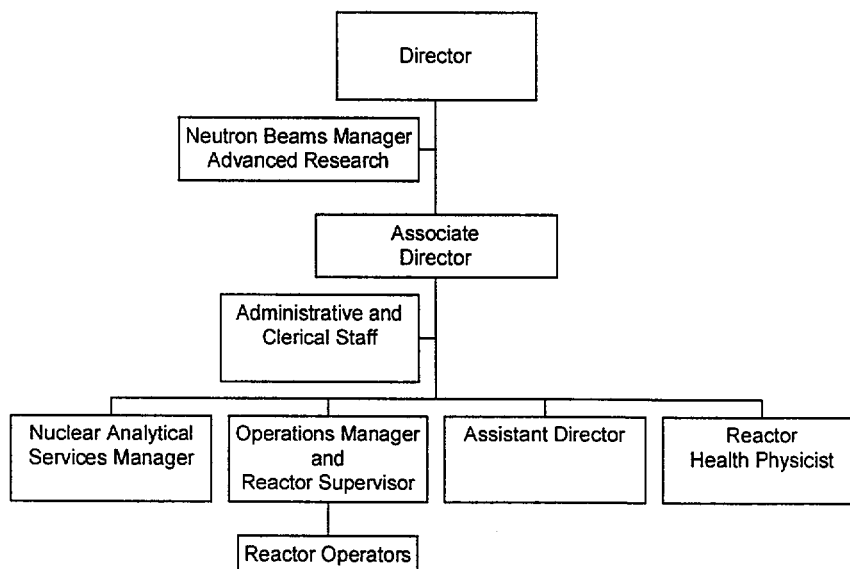 Director
Neutron Beams Manager
Advanced Research
Associate
Director
Administrative and
Clerical Staff
Nuclear Analytical
Services Manager
Operations Manager
and
Reactor Supervisor
Assistant Director
Reactor
Health Physicist
Reactor Operators